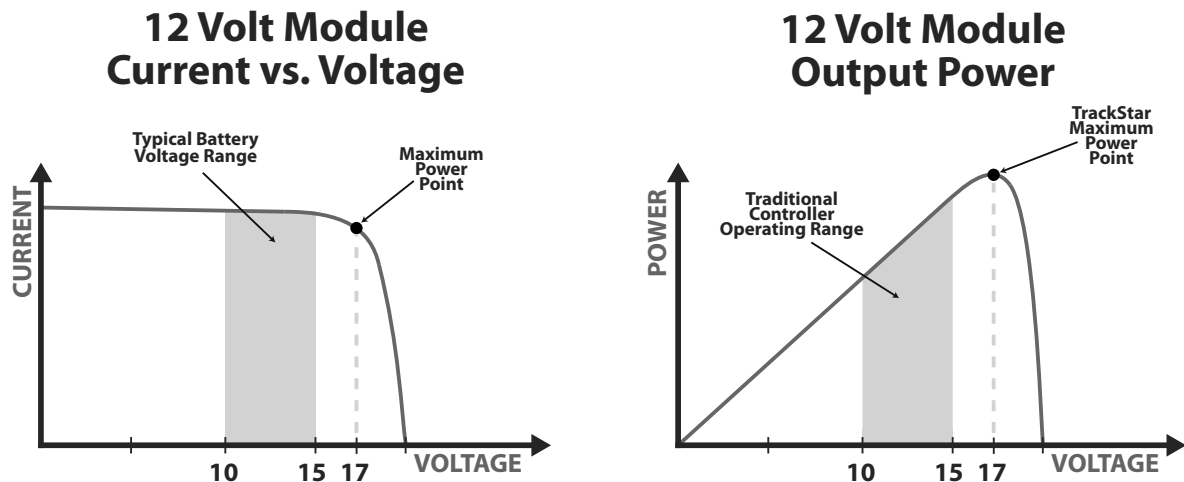 12 Volt Module
Current vs. Voltage
Typical Battery
Voltage Range
Maximum
Power
Point
CURRENT
10
15
17
VOLTAGE
12 Volt Module
Output Power
TrackStar
Maximum
Power
Point
Traditional
Controller
Operating Range
POWER
10
15
17
VOLTAGE